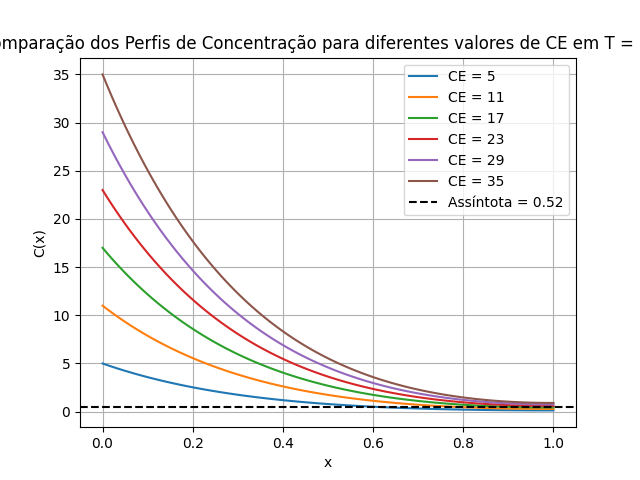 omparação dos Perfis de Concentração para diferentes valores de CE em T =
35
30
25
20
15
10
5
0
C(x)
CE = 5
CE = 11
CE = 17
CE = 23
CE = 29
CE = 35
Assíntota = 0.52
0.0 0.2 0.4 0.6 0.8 1.0
x